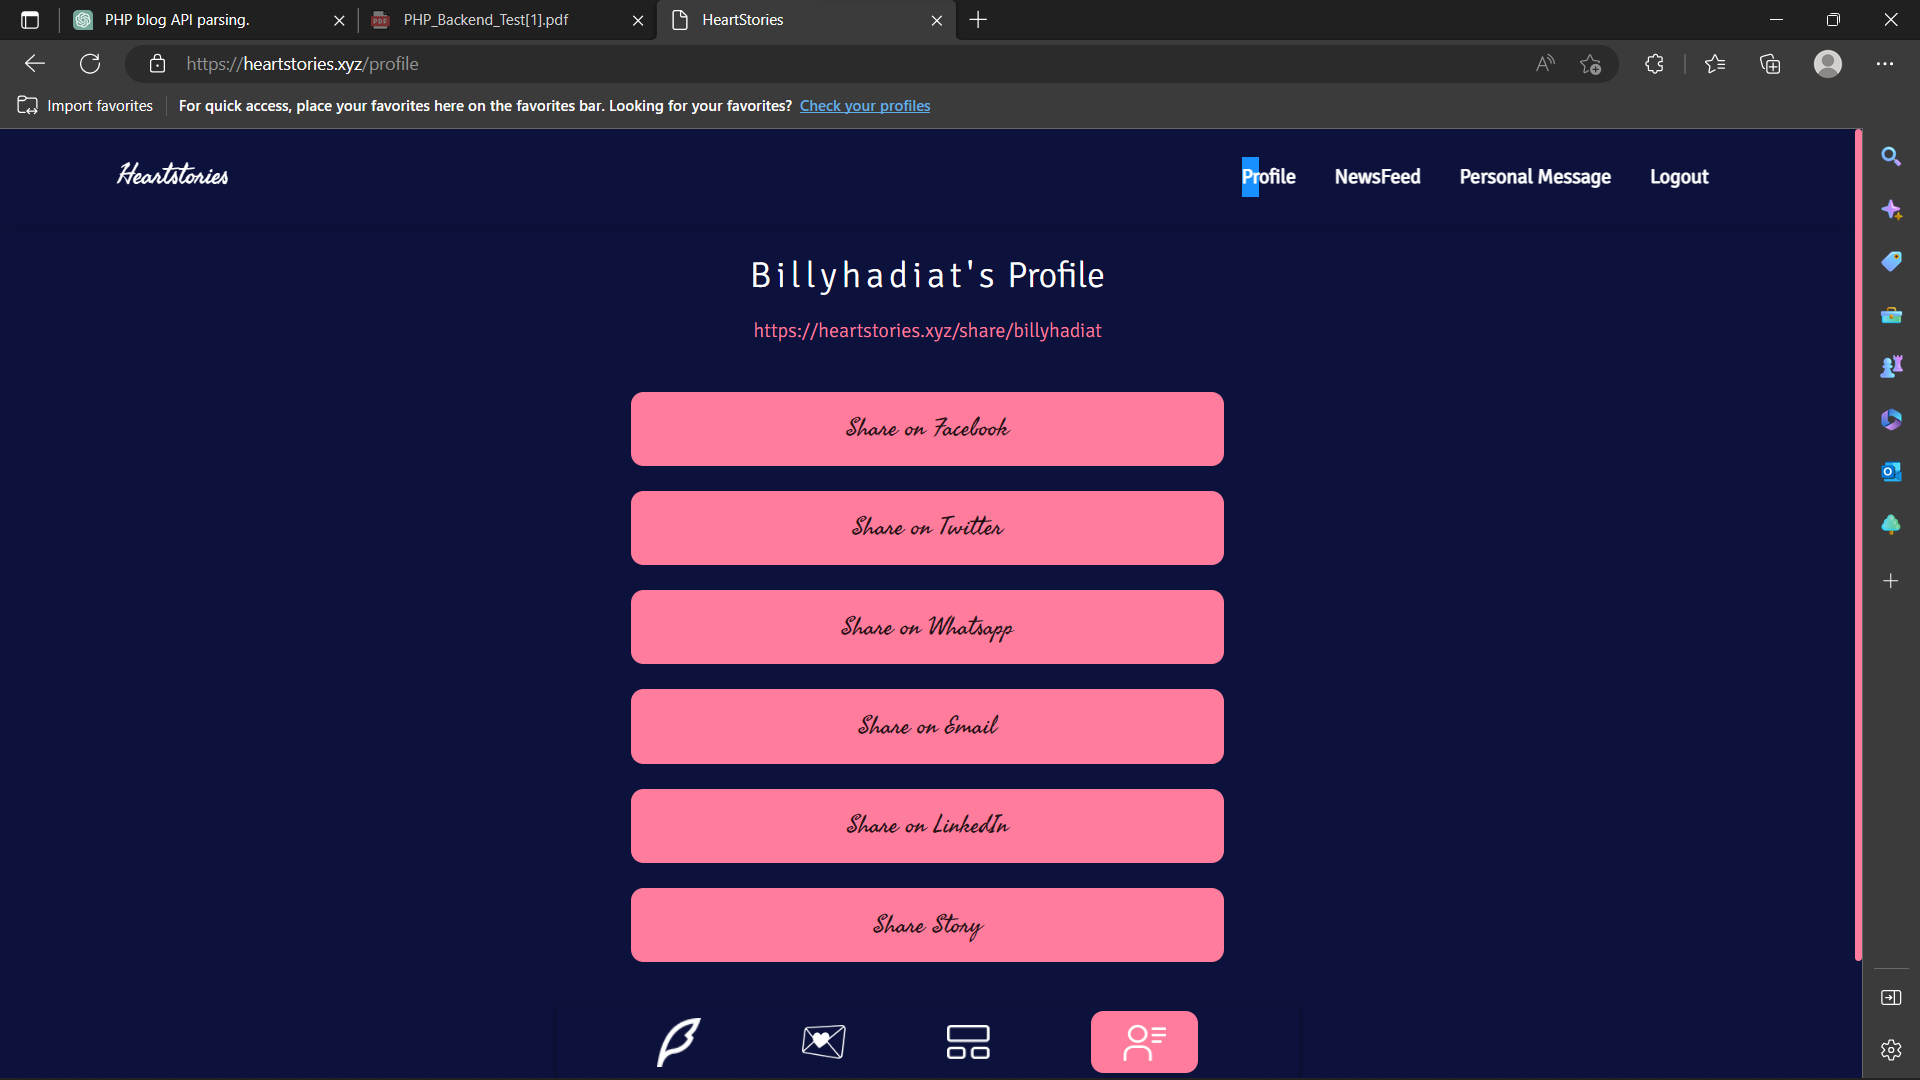 PHP blog API parsing.
PHP_Backend_Test[1].pdf
HeartStories
https://heartstories.xyz/profile
Import favorites
For quick access, place your favorites here on the favorites bar. Looking for your favorites? Check your profiles
Heartstories
Profile
NewsFeed
Personal Message
Logout
Billyhadiat's Profile
https://heartstories.xyz/share/billyhadiat
Share on Facebook
Share on Twitter
Share on Whatsapp
Share on Email
Share on LinkedIn
Share Story